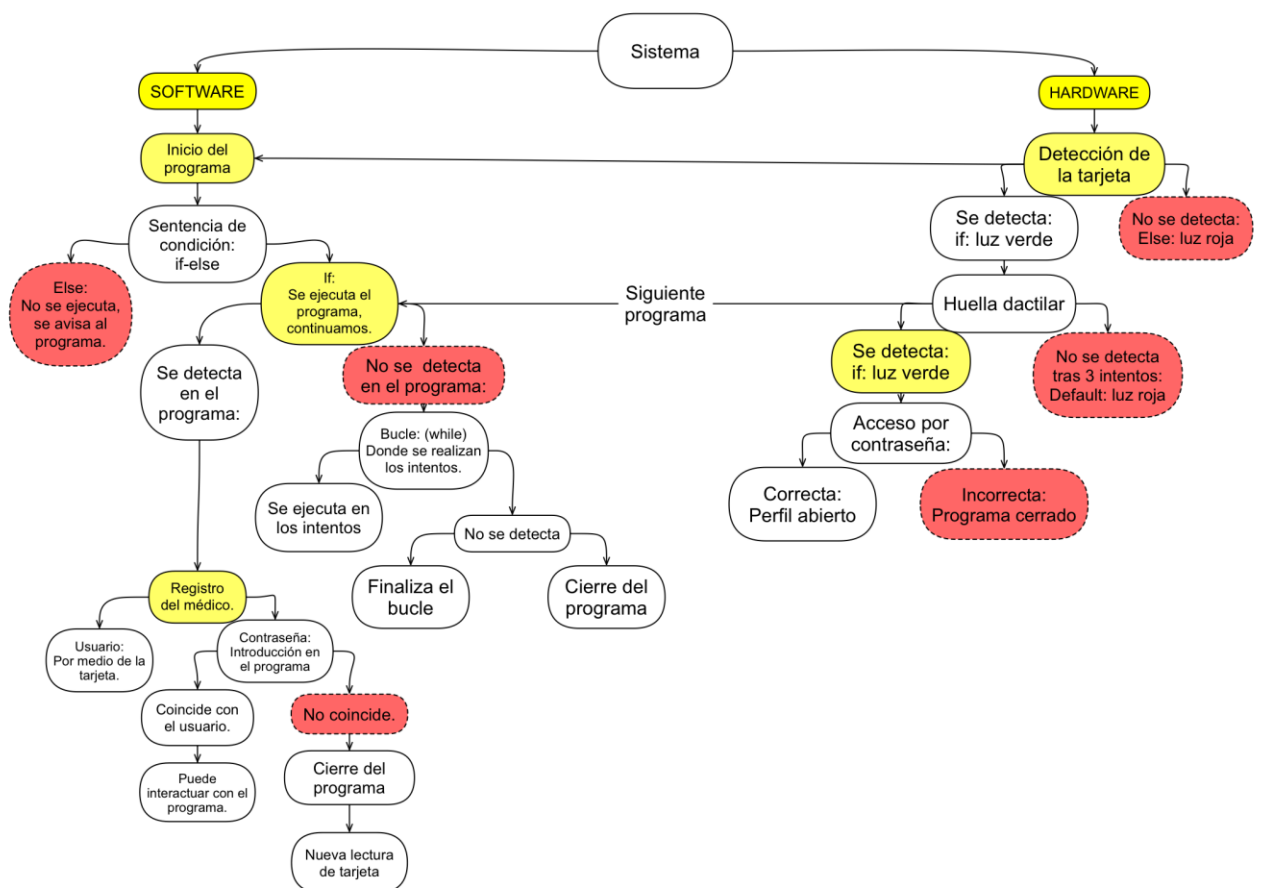 Sistema
SOFTWARE
HARDWARE
Inicio del
programa
Detección de
la tarjeta
Sentencia de
condición:
if-else
Se detecta:
if: luz verde
No se detecta:
Else: luz roja
Else:
No se ejecuta,
se avisa al
programa.
If:
Se ejecuta el
programa,
continuamos.
Siguiente
programa
Huella dactilar
Se detecta
en el
programa:
No se detecta
en el programa:
Se detecta:
if: luz verde
No se detecta
tras 3 intentos:
Default: luz roja
Bucle: (while)
Donde se realizan
los intentos.
Acceso por
contraseña:
Se ejecuta en
los intentos
No se detecta
Correcta:
Perfil abierto
Incorrecta:
Programa cerrado
Finaliza el
bucle
Cierre del
programa
Registro
del médico.
Usuario:
Por medio de la
tarjeta.
Contraseña:
Introducción en
el programa
Coincide con
el usuario.
No coincide.
Puede
interactuar con el
programa.
Cierre del
programa
Nueva lectura
de tarjeta